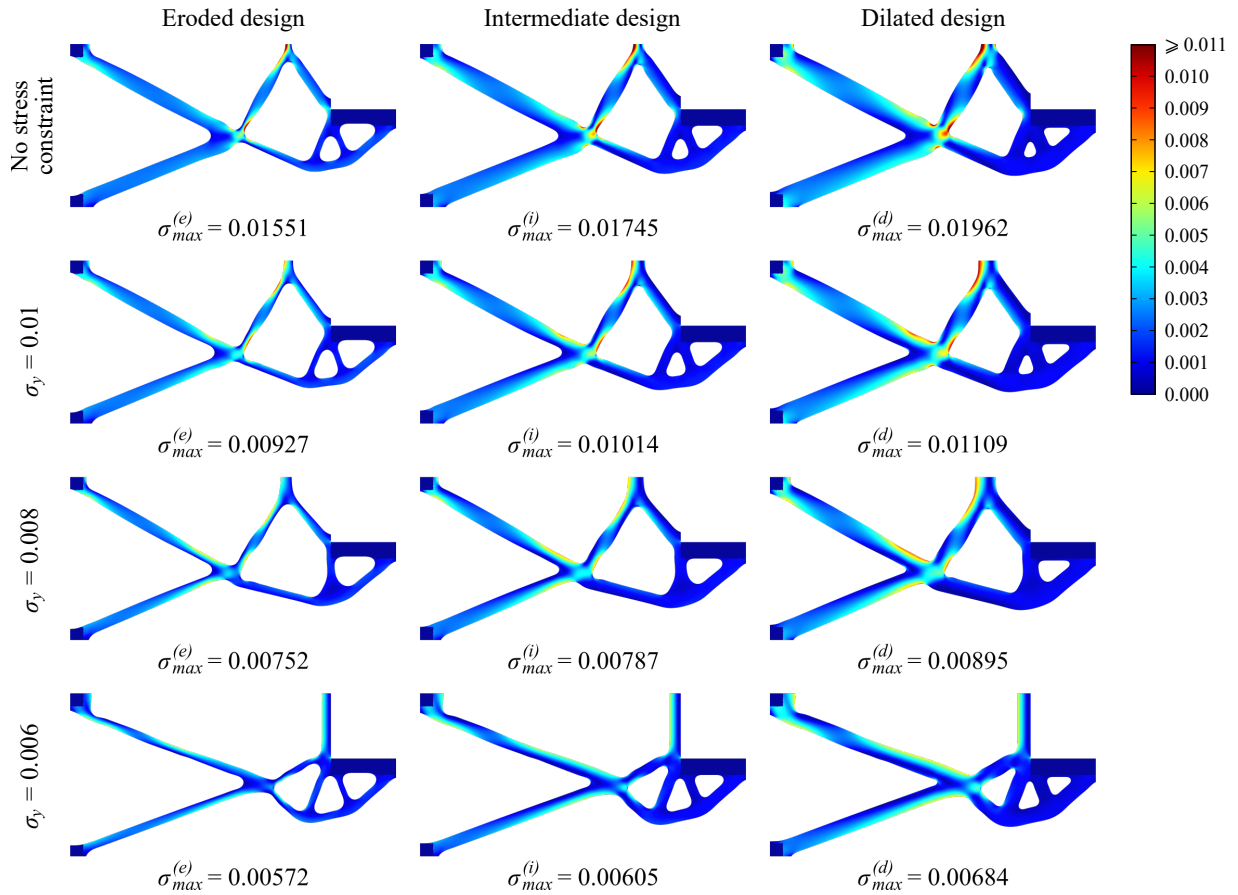 Eroded design
Intermediate design
Dilated design
No stress
constraint
σ_max^(e) = 0.01551
σ_max^(i) = 0.01745
σ_max^(d) = 0.01962
σ_y = 0.01
σ_max^(e) = 0.00927
σ_max^(i) = 0.01014
σ_max^(d) = 0.01109
σ_y = 0.008
σ_max^(e) = 0.00752
σ_max^(i) = 0.00787
σ_max^(d) = 0.00895
σ_y = 0.006
σ_max^(e) = 0.00572
σ_max^(i) = 0.00605
σ_max^(d) = 0.00684
⩾ 0.011
0.010
0.009
0.008
0.007
0.006
0.005
0.004
0.003
0.002
0.001
0.000